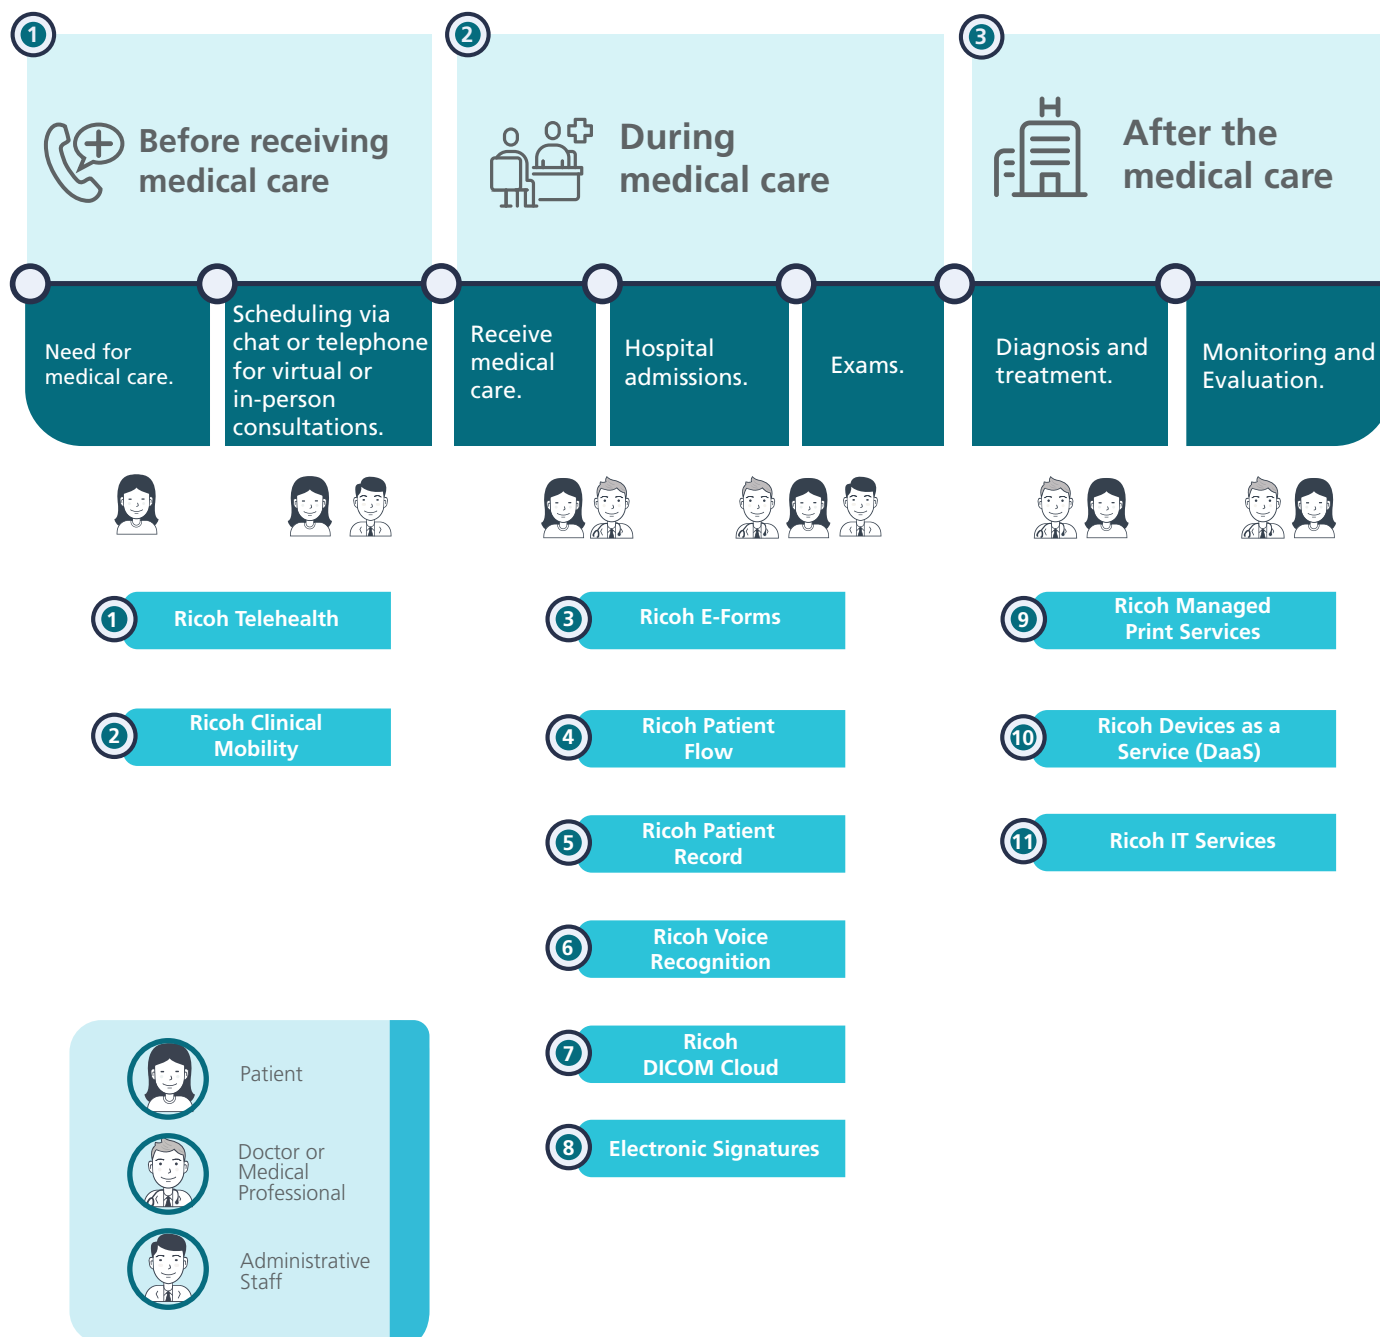 1
Before receiving
medical care
2
During
medical care
3
After the
medical care
Need for
medical care.
Scheduling via
chat or telephone
for virtual or
in-person
consultations.
Receive
medical
care.
Hospital
admissions.
Exams.
Diagnosis and
treatment.
Monitoring and
Evaluation.
1
Ricoh Telehealth
2
Ricoh Clinical
Mobility
3
Ricoh E-Forms
4
Ricoh Patient
Flow
5
Ricoh Patient
Record
6
Ricoh Voice
Recognition
7
Ricoh
DICOM Cloud
8
Electronic Signatures
9
Ricoh Managed
Print Services
10
Ricoh Devices as a
Service (DaaS)
11
Ricoh IT Services
Patient
Doctor or
Medical
Professional
Administrative
Staff